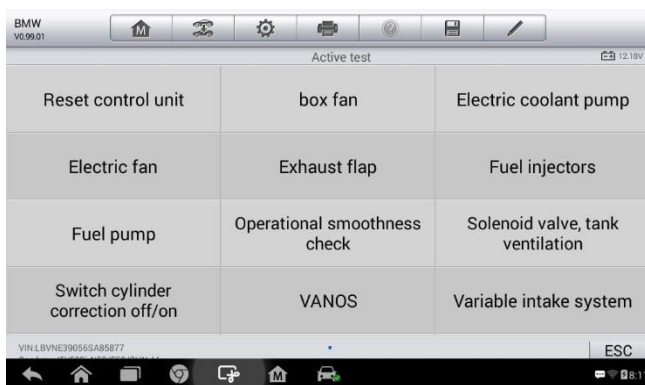 BMW
V0.99.01
M
Active test
12.18V
Reset control unit
box fan
Electric coolant pump
Electric fan
Exhaust flap
Fuel injectors
Fuel pump
Operational smoothness
check
Solenoid valve, tank
ventilation
Switch cylinder
correction off/on
VANOS
Variable intake system
VIN:LBVNE39056SA85877
ESC
M